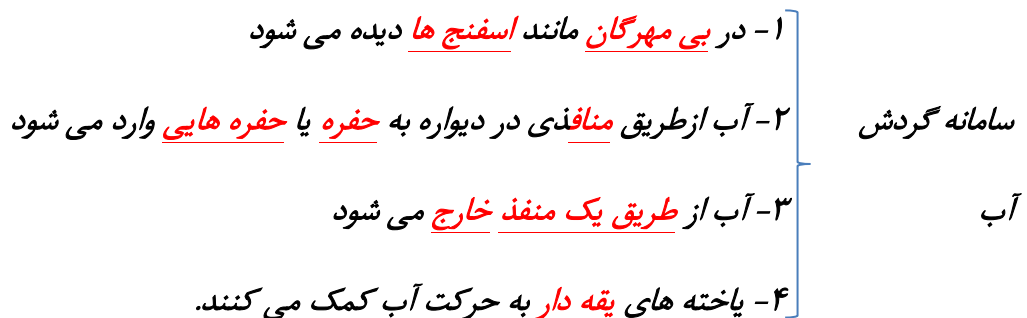 ۱- در بی مهرگان مانند اسفنج ها دیده می شود
سامانه گردش
۲- آب ازطریق منافذی در دیواره به حفره یا حفره هایی وارد می شود
آب
۳- آب از طریق یک منفذ خارج می شود
۴- یاخته های یقه دار به حرکت آب کمک می کنند.